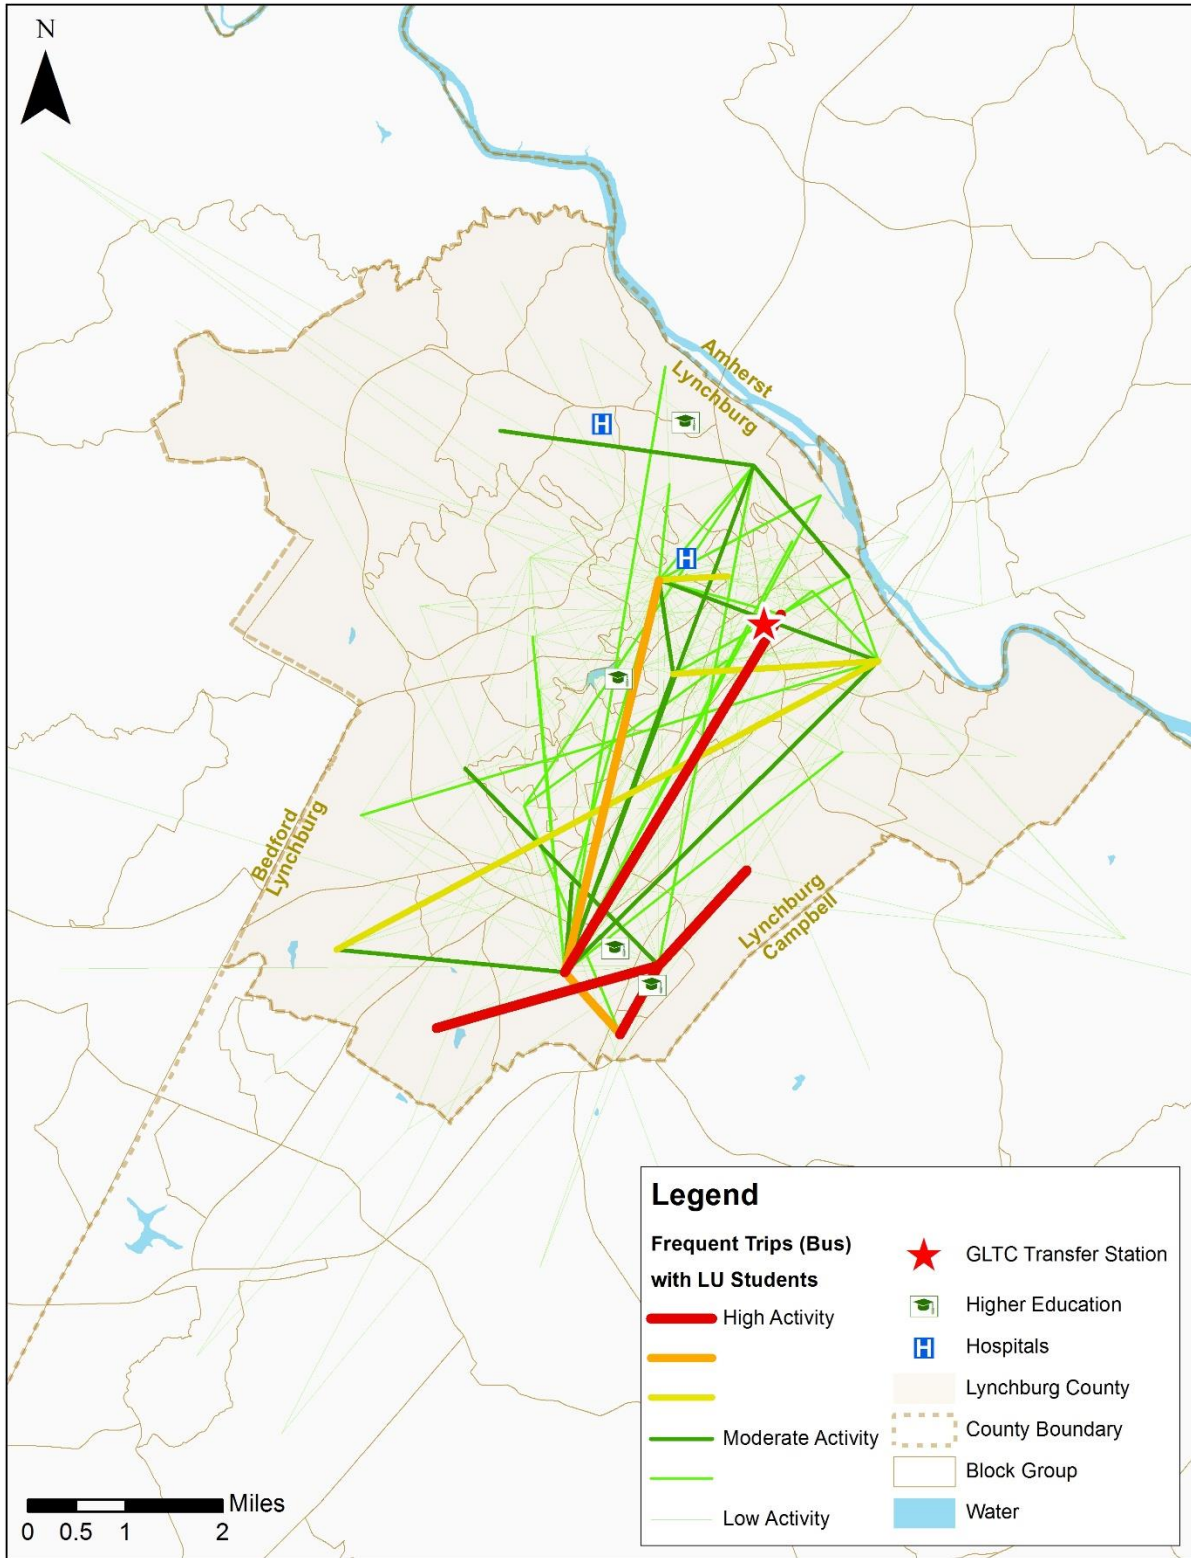 N
Amherst
Lynchburg
Bedford
Lynchburg
Lynchburg
Campbell
Legend
Frequent Trips (Bus)
with LU Students
High Activity
Moderate Activity
Low Activity
GLTC Transfer Station
Higher Education
H
Hospitals
Lynchburg County
County Boundary
Block Group
Water
Miles
0 0.5 1 2
H
H